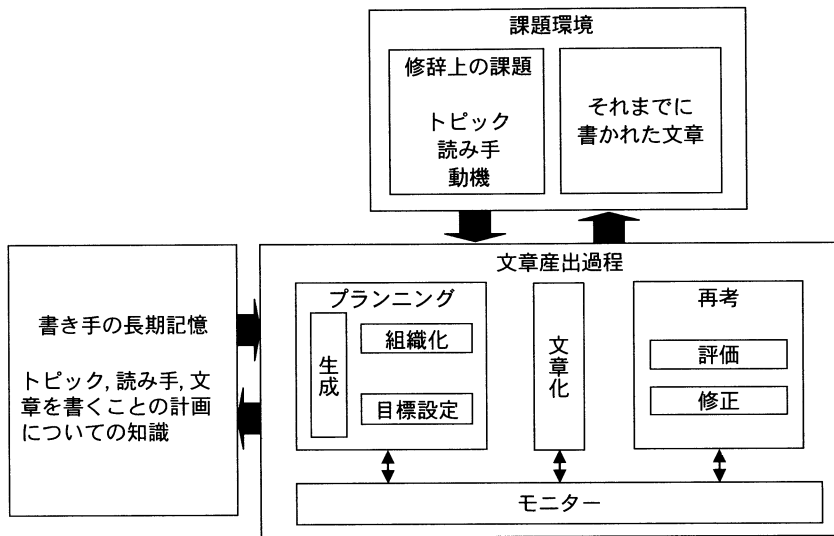 課題環境
修辞上の課題
トピック
読み手
動機
それまでに
書かれた文章
書き手の長期記憶
トピック, 読み手, 文
章を書くことの計画
についての知識
文章産出過程
プランニング
生成
組織化
目標設定
文章化
再考
評価
修正
モニター